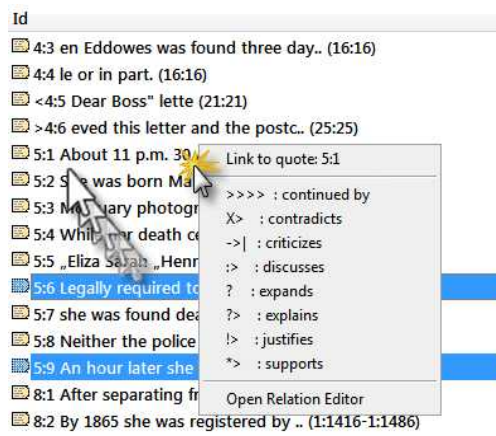 Id
4:3 en Eddowes was found three day.. (16:16)
4:4 le or in part. (16:16)
<4:5 Dear Boss" lette (21:21)
>4:6 eved this letter and the postc.. (25:25)
5:1 About 11 p.m. 30
5:2 was born Ma
5:3 photogr
5:4 death ce
5:5 „Eliza Sarah „Henr
5:6 Legally required to
5:7 she was found dea
5:8 Neither the police
5:9 An hour later she
8:1 After separating fr
8:2 By 1865 she was registered by .. (1:1416-1:1486)
Link to quote: 5:1
>>>> : continued by
X> : contradicts
->| : criticizes
:> : discusses
? : expands
?> : explains
!> : justifies
*> : supports
Open Relation Editor